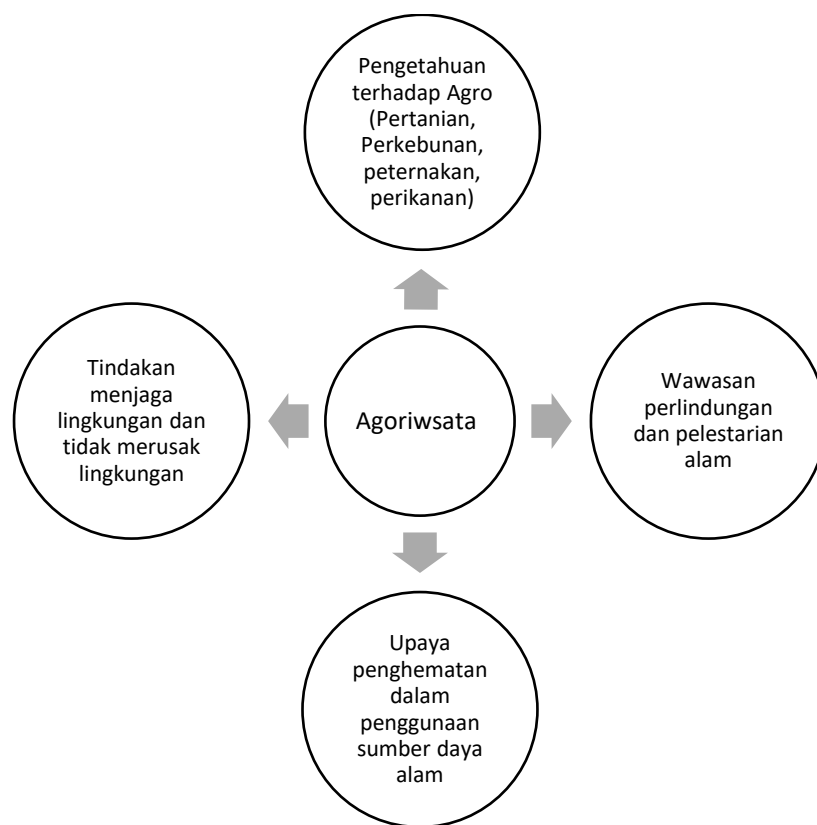 Pengetahuan
terhadap Agro
(Pertanian,
Perkebunan,
peternakan,
perikanan)
Tindakan
menjaga
lingkungan dan
tidak merusak
lingkungan
Agoriwsata
Wawasan
perlindungan
dan pelestarian
alam
Upaya
penghematan
dalam
penggunaan
sumber daya
alam